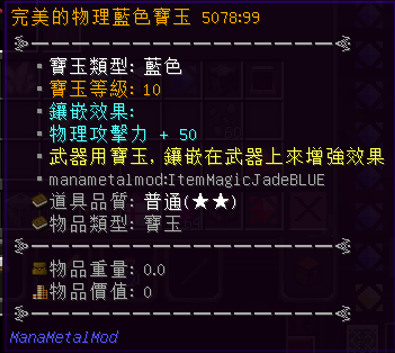 完美的物理藍色寶玉 5078:99
寶玉類型: 藍色
寶玉等級: 10
鑲嵌效果:
物理攻擊力 + 50
武器用寶玉, 鑲嵌在武器上來增強效果
manametalmod:ItemMagicJadeBLUE
道具品質: 普通(★★)
物品類型: 寶玉
物品重量: 0.0
物品價值: 0
ManaMetalMod